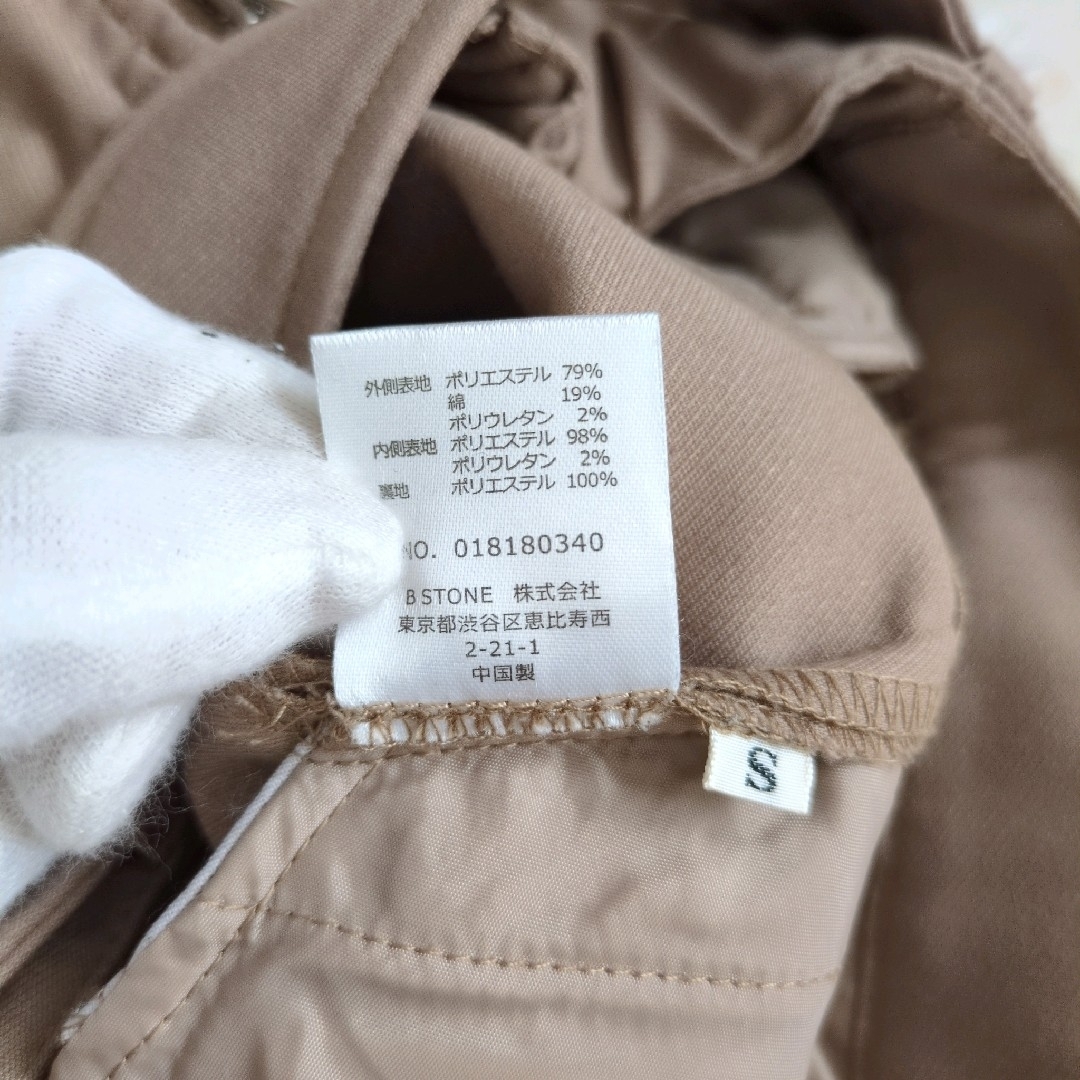 外側表地 ポリエステル 79%
綿 19%
ポリウレタン 2%
内側表地 ポリエステル 98%
ポリウレタン 2%
裏地 ポリエステル 100%
NO. 018180340
B STONE 株式会社
東京都渋谷区恵比寿西
2-21-1
中国製
S